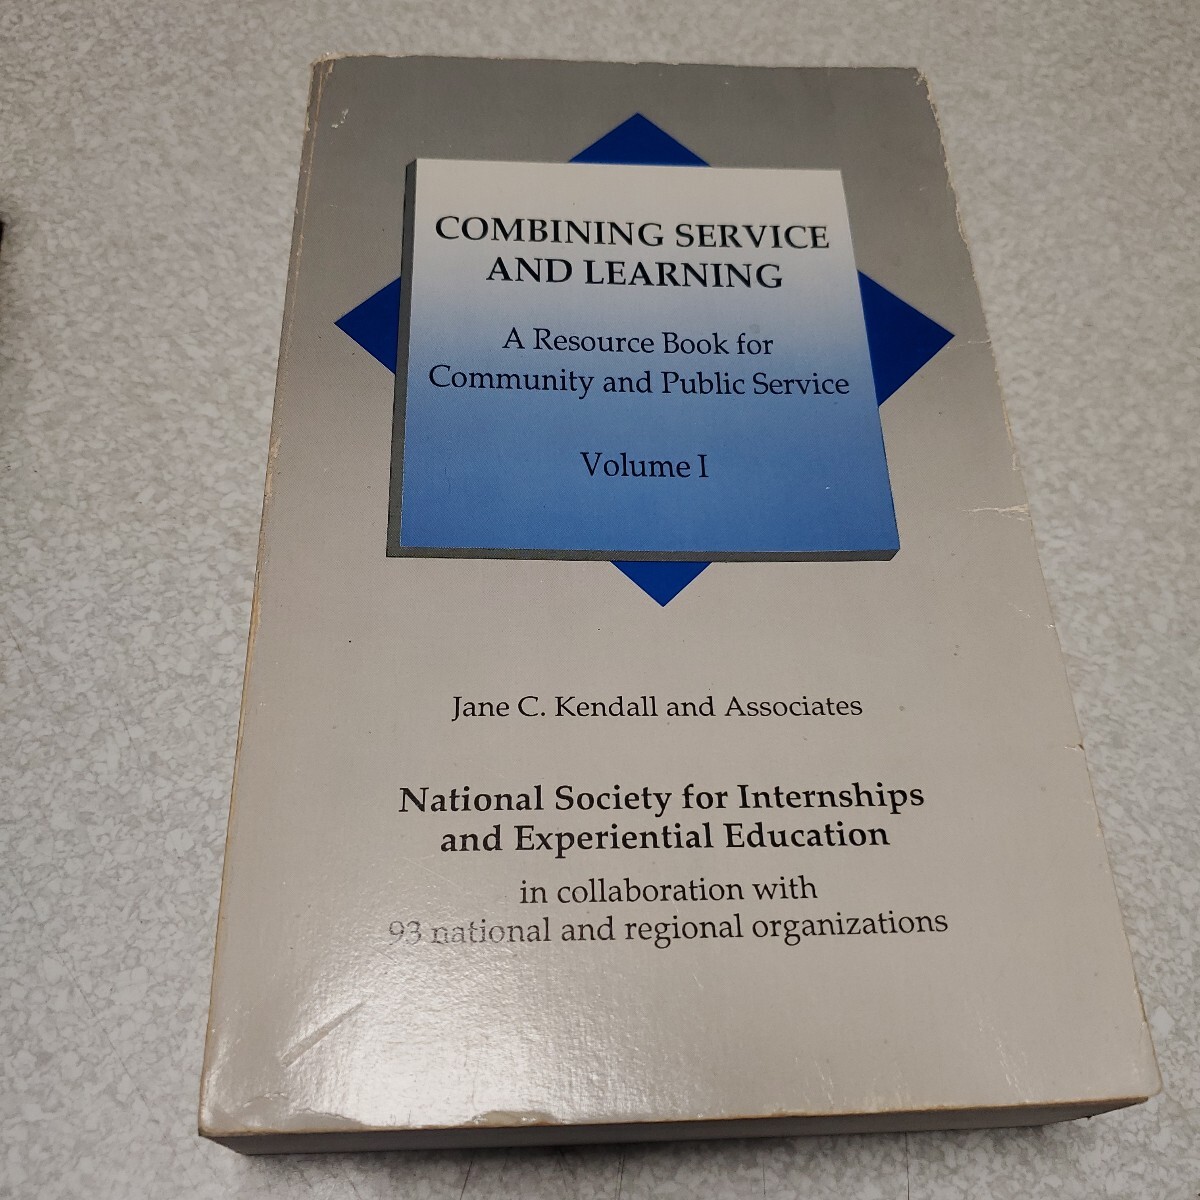 COMBINING SERVICE
AND LEARNING
A Resource Book for
Community and Public Service
Volume I
Jane C. Kendall and Associates
National Society for Internships
and Experiential Education
in collaboration with
93 national and regional organizations